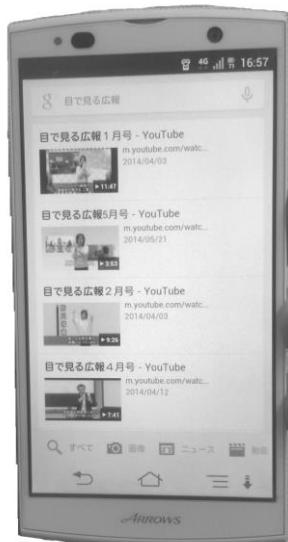 4G 16:57
8 目で見る広報
目で見る広報1月号 - YouTube
m.youtube.com/watc...
2014/04/03
11:47
目で見る広報5月号 - YouTube
m.youtube.com/watc...
2014/05/21
3:53
目で見る広報2月号 - YouTube
m.youtube.com/watc...
2014/04/03
9:26
目で見る広報4月号 - YouTube
m.youtube.com/watc...
2014/04/12
7:41
すべて 画像 ニュース 動画
ARROWS